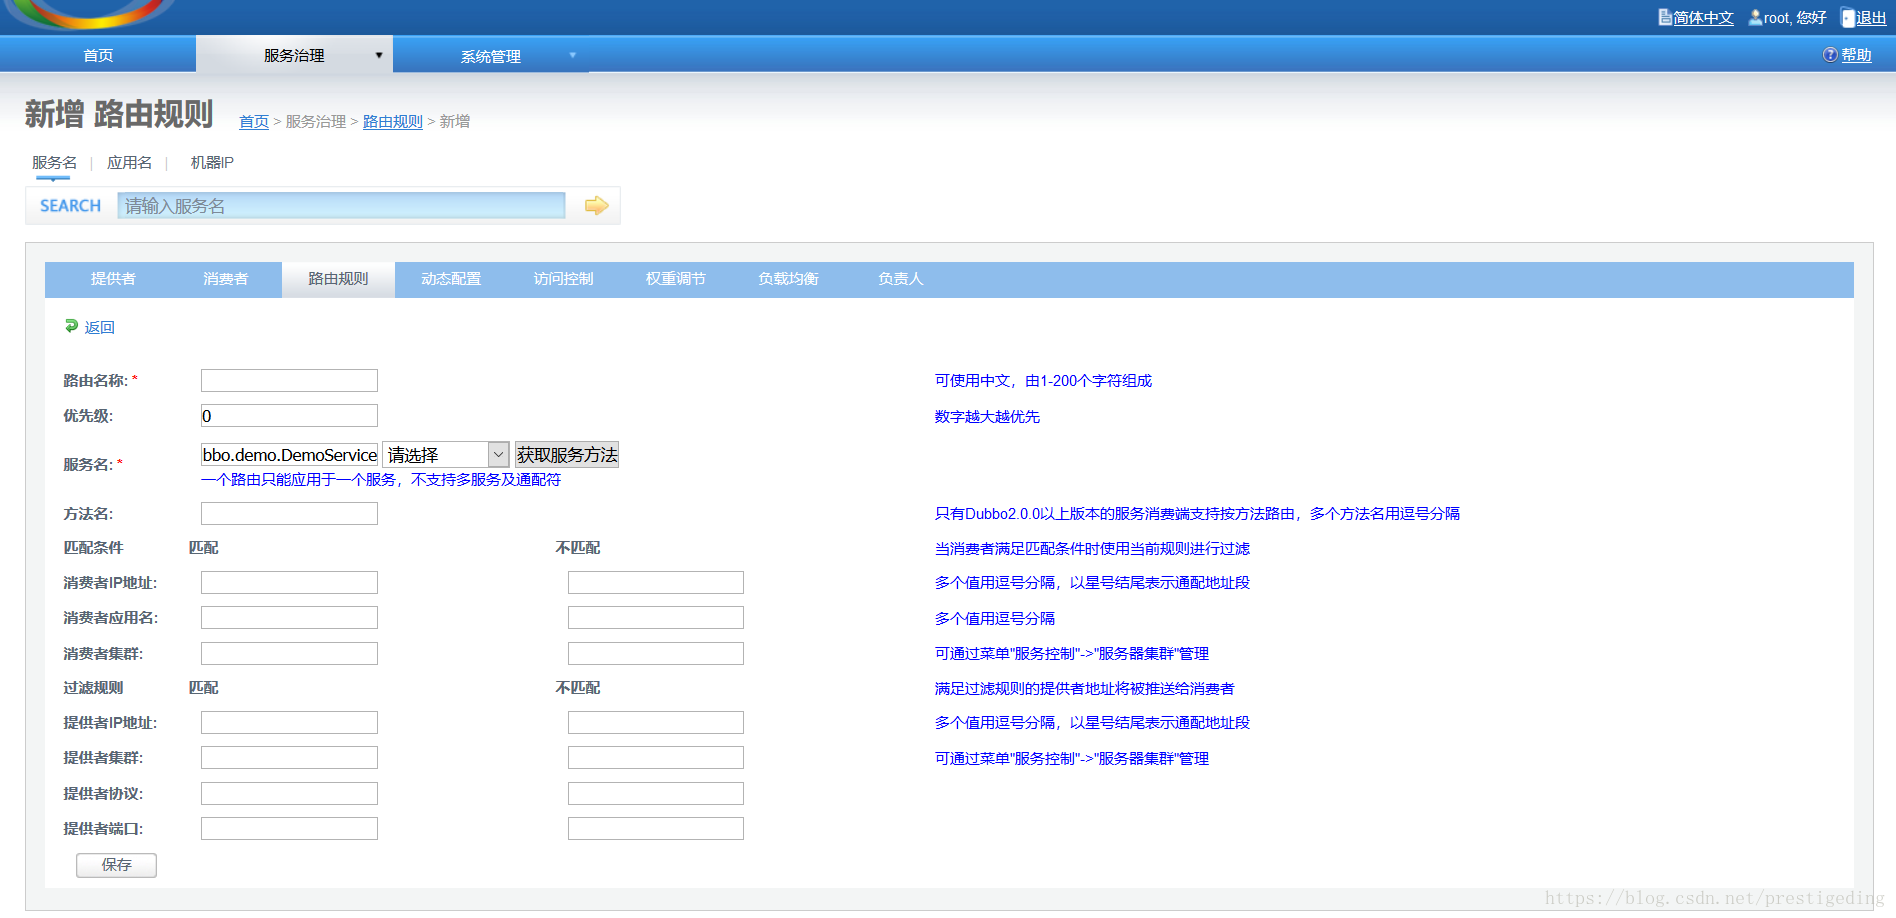 简体中文 root, 您好 退出
首页 服务治理 ▼ 系统管理 ▼ 帮助
新增 路由规则 首页 > 服务治理 > 路由规则 > 新增
服务名 | 应用名 | 机器IP
SEARCH 请输入服务名
提供者 消费者 路由规则 动态配置 访问控制 权重调节 负载均衡 负责人
返回
路由名称: * 可使用中文，由1-200个字符组成
优先级: 0 数字越大越优先
服务名: * bbo.demo.DemoService 请选择 获取服务方法
一个路由只能应用于一个服务，不支持多服务及通配符
方法名: 只有Dubbo2.0.0以上版本的服务消费端支持按方法路由，多个方法名用逗号分隔
匹配条件 匹配 不匹配 当消费者满足匹配条件时使用当前规则进行过滤
消费者IP地址: 多个值用逗号分隔，以星号结尾表示通配地址段
消费者应用名: 多个值用逗号分隔
消费者集群: 可通过菜单"服务控制"->"服务器集群"管理
过滤规则 匹配 不匹配 满足过滤规则的提供者地址将被推送给消费者
提供者IP地址: 多个值用逗号分隔，以星号结尾表示通配地址段
提供者集群: 可通过菜单"服务控制"->"服务器集群"管理
提供者协议:
提供者端口:
保存
https://blog.csdn.net/prestigeding